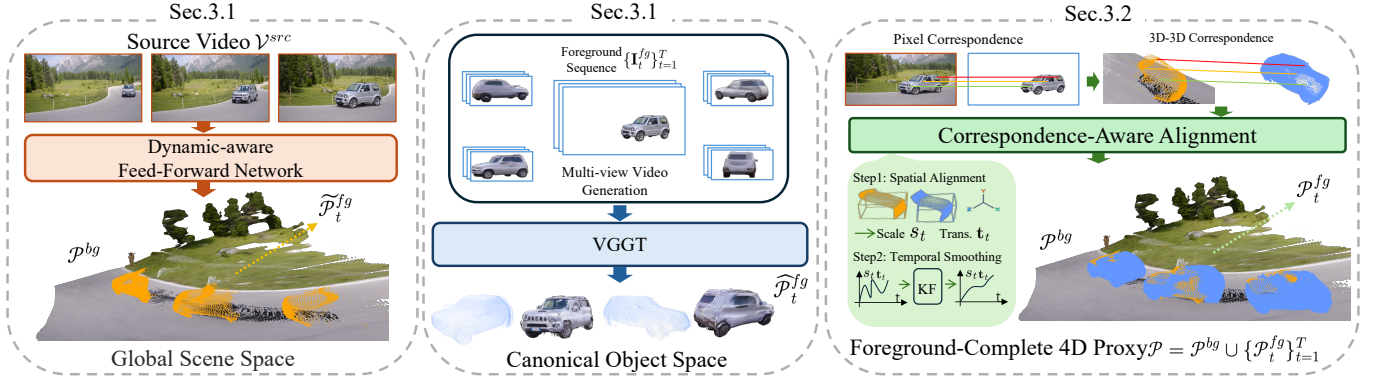 Sec.3.1
Source Video 𝒱^{src}
Dynamic-aware
Feed-Forward Network
𝒫̃_t^{fg}
𝒫^{bg}
Global Scene Space
Sec.3.1
Foreground
Sequence {𝐈_t^{fg}}_{t=1}^T
Multi-view Video
Generation
VGGT
𝒫̃_t^{fg}
Canonical Object Space
Sec.3.2
Pixel Correspondence
3D-3D Correspondence
Correspondence-Aware Alignment
Step1: Spatial Alignment
Y
Z X
Scale 𝒔_t Trans. 𝐭_t
Step2: Temporal Smoothing
𝒔_t 𝐭_t
t
KF
𝒔_t 𝐭_t
t
𝒫_t^{fg}
𝒫^{bg}
Foreground-Complete 4D Proxy𝒫 = 𝒫^{bg} ∪ {𝒫_t^{fg}}_{t=1}^T